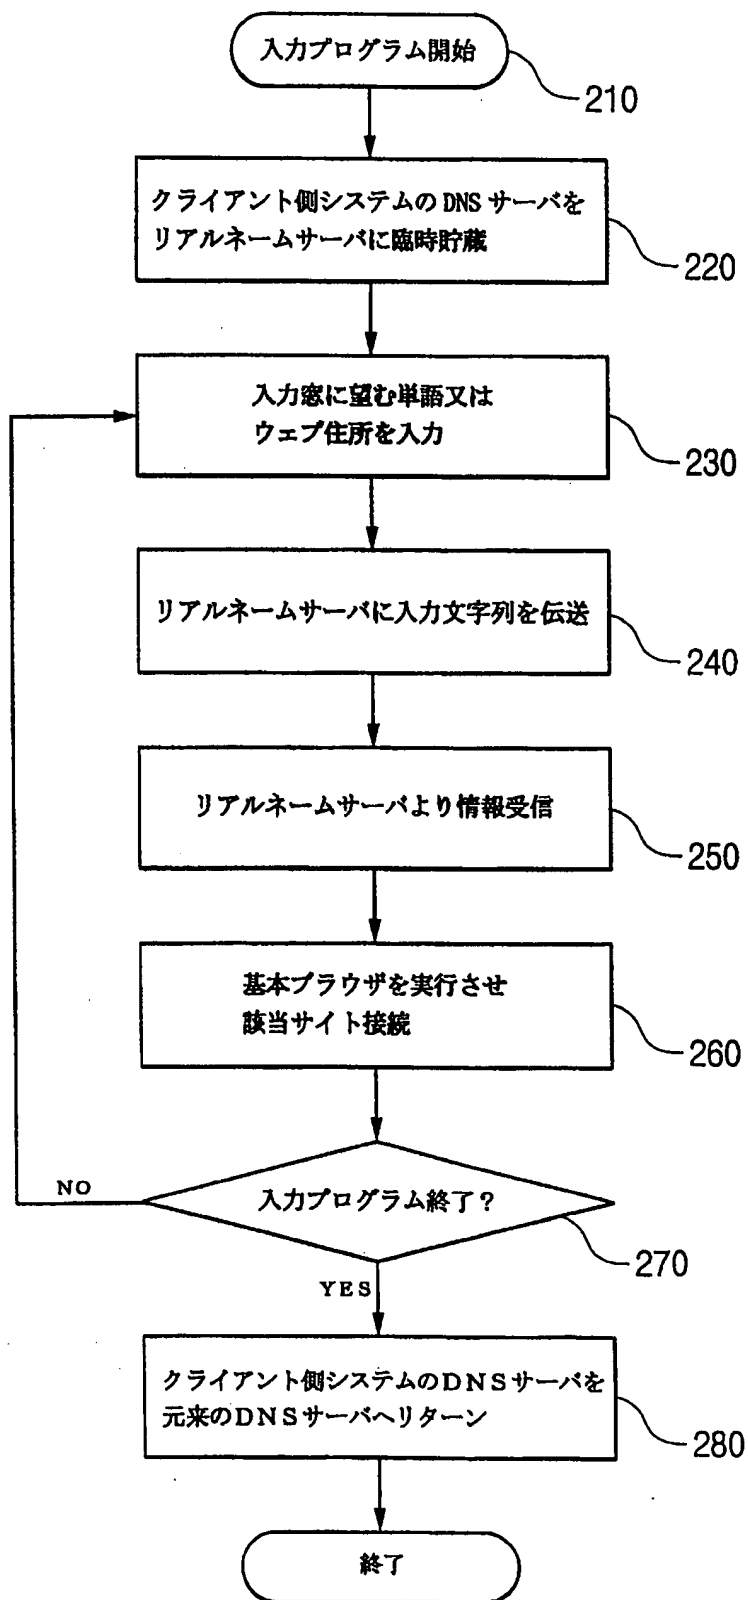 入力プログラム開始
210
クライアント側システムの DNS サーバを
リアルネームサーバに臨時貯蔵
220
入力窓に望む単語又は
ウェブ住所を入力
230
リアルネームサーバに入力文字列を伝送
240
リアルネームサーバより情報受信
250
基本ブラウザを実行させ
該当サイト接続
260
NO
入力プログラム終了？
270
YES
クライアント側システムのＤＮＳサーバを
元来のＤＮＳサーバへリターン
280
終了